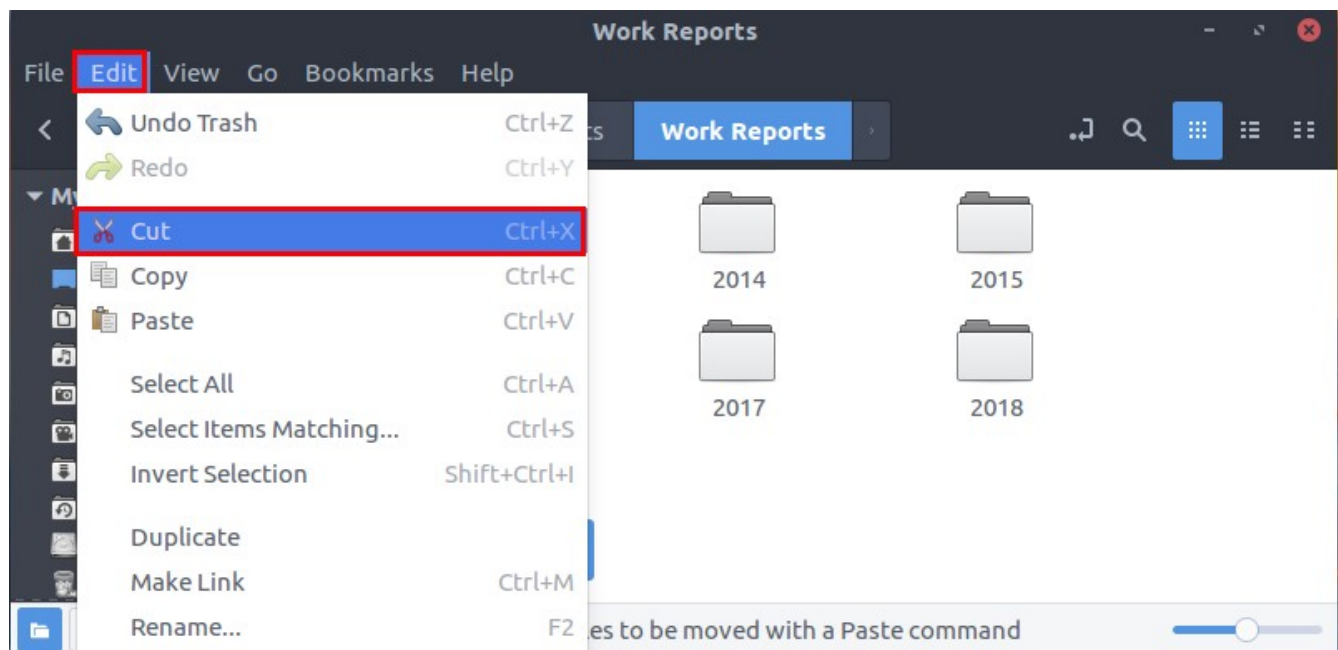 Work Reports
File Edit View Go Bookmarks Help
Undo Trash Ctrl+Z
Work Reports
Redo Ctrl+Y
Cut Ctrl+X
Copy Ctrl+C
2014 2015
Paste Ctrl+V
Select All Ctrl+A
2017 2018
Select Items Matching... Ctrl+S
Invert Selection Shift+Ctrl+I
Duplicate
Make Link Ctrl+M
Rename... F2
to be moved with a Paste command